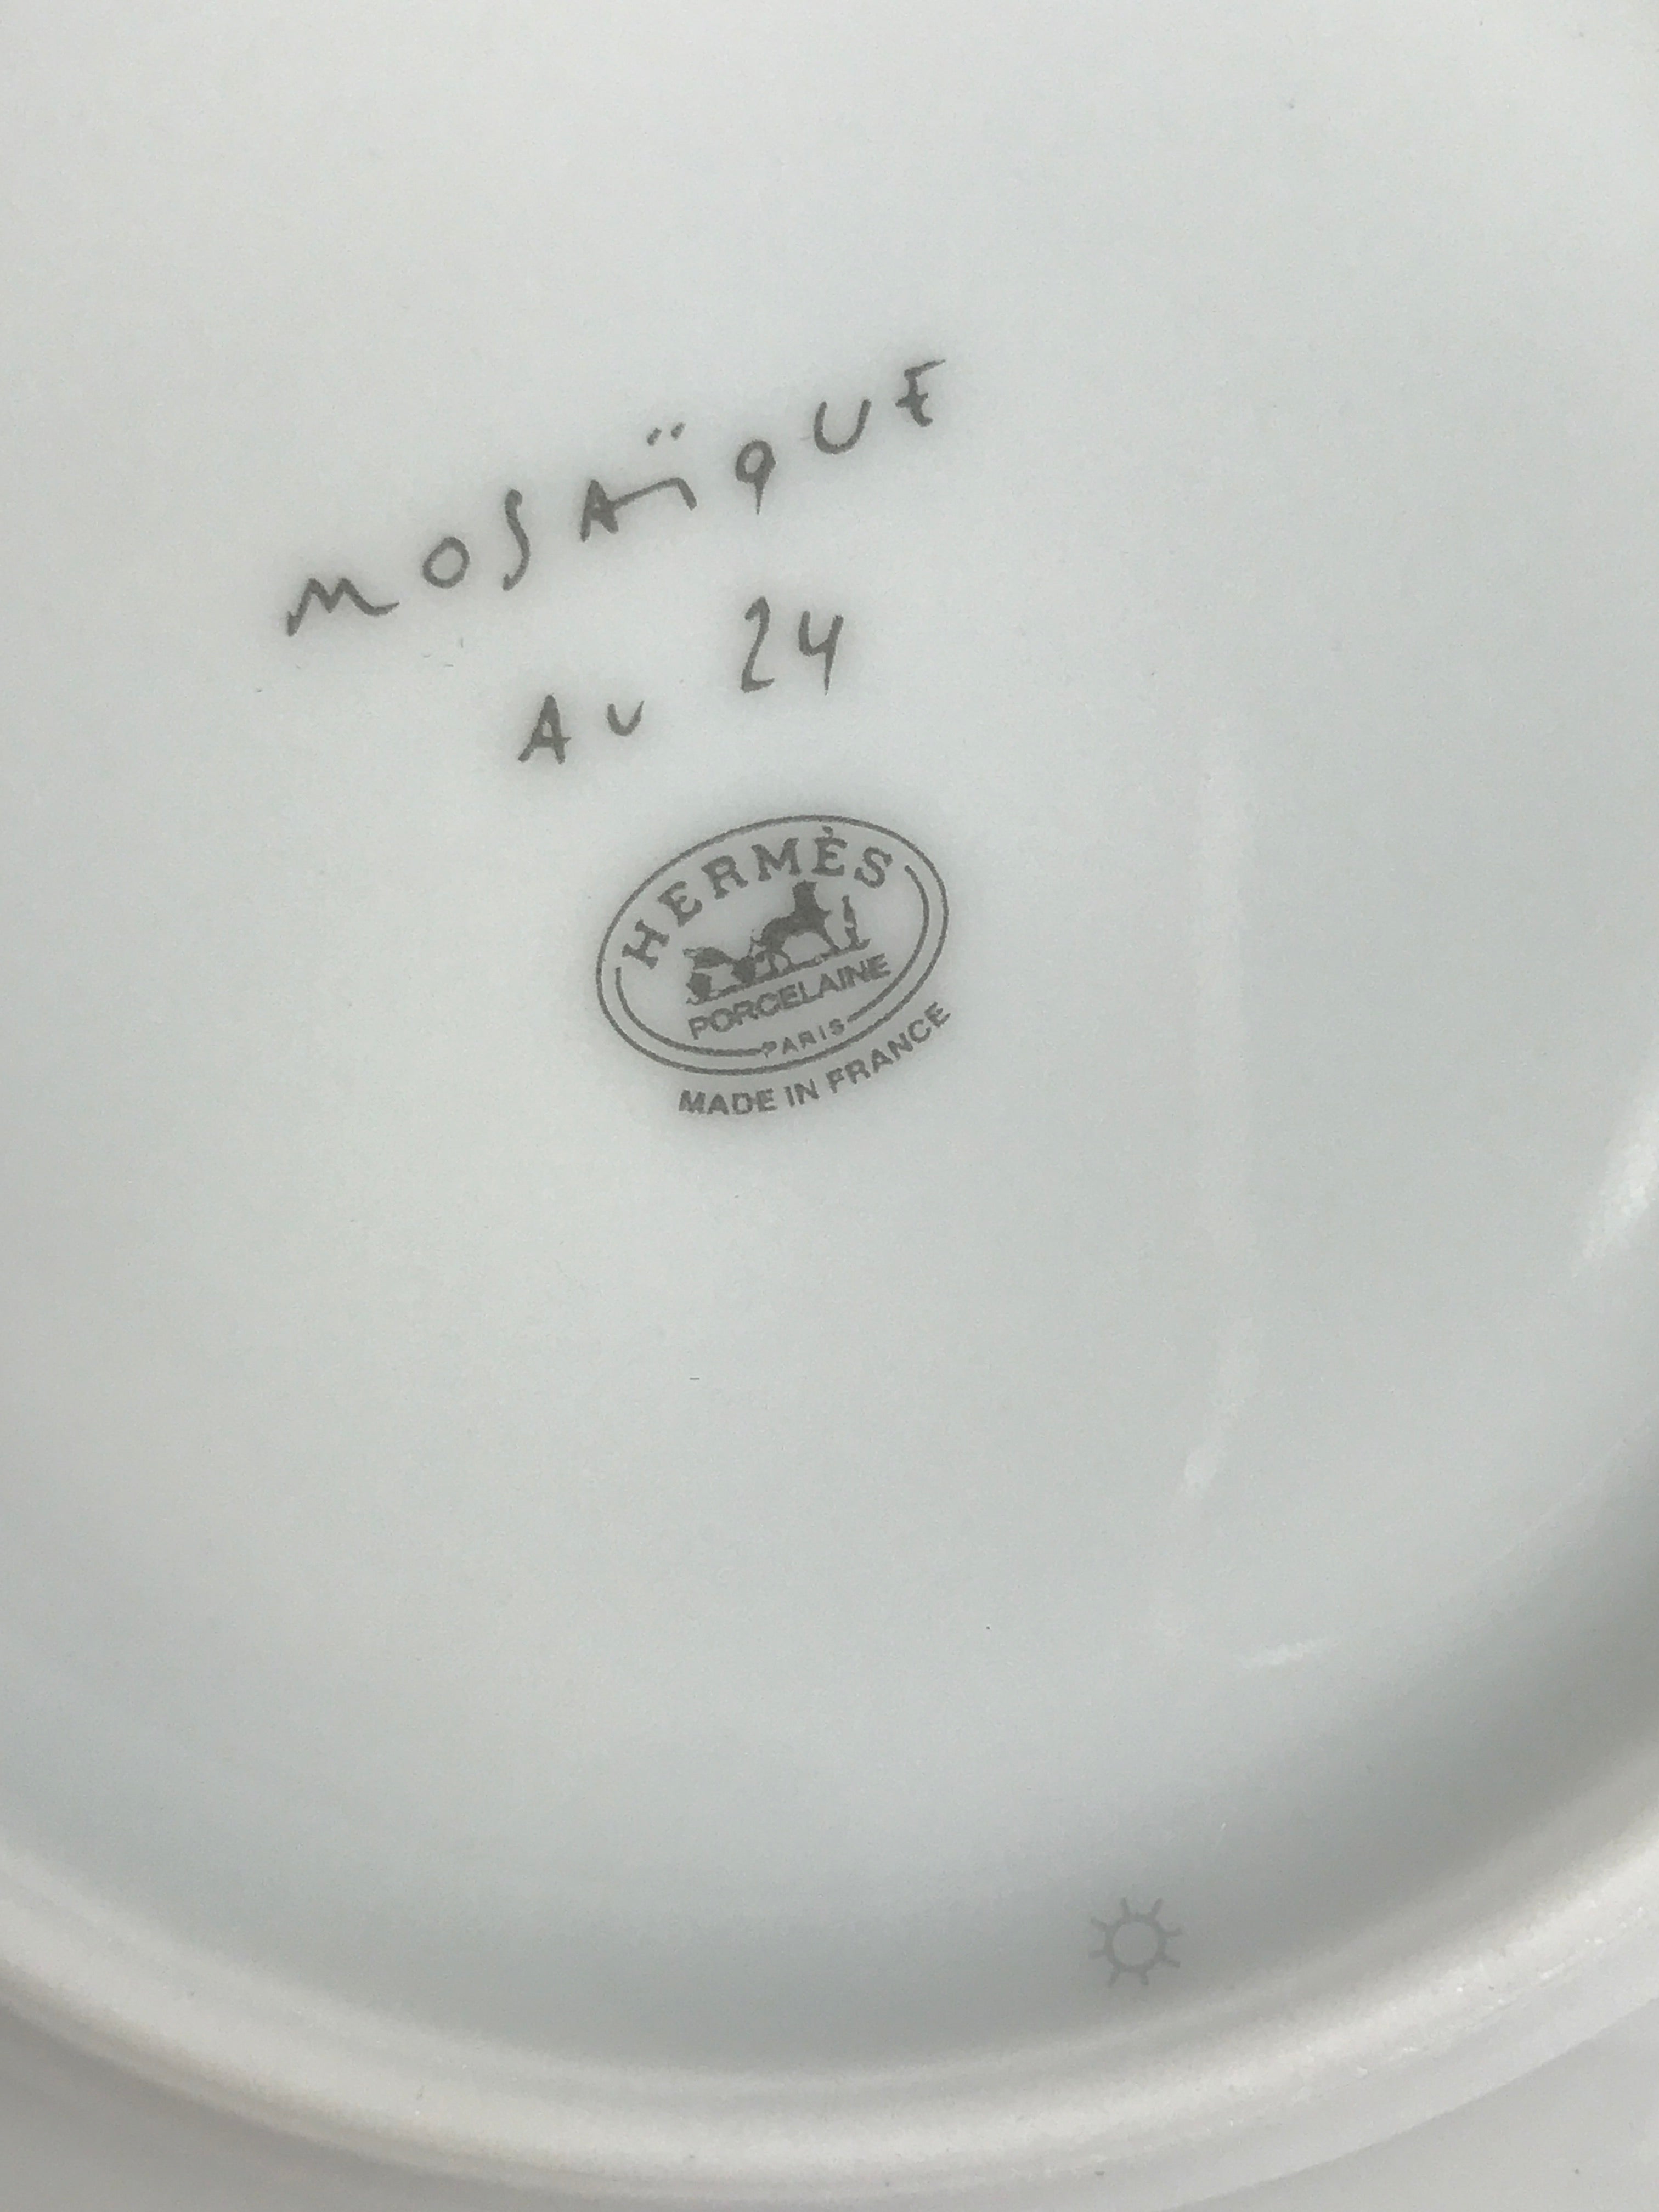 MOSAÏQUE
AU 24
HERMÈS
PORCELAINE
PARIS
MADE IN FRANCE